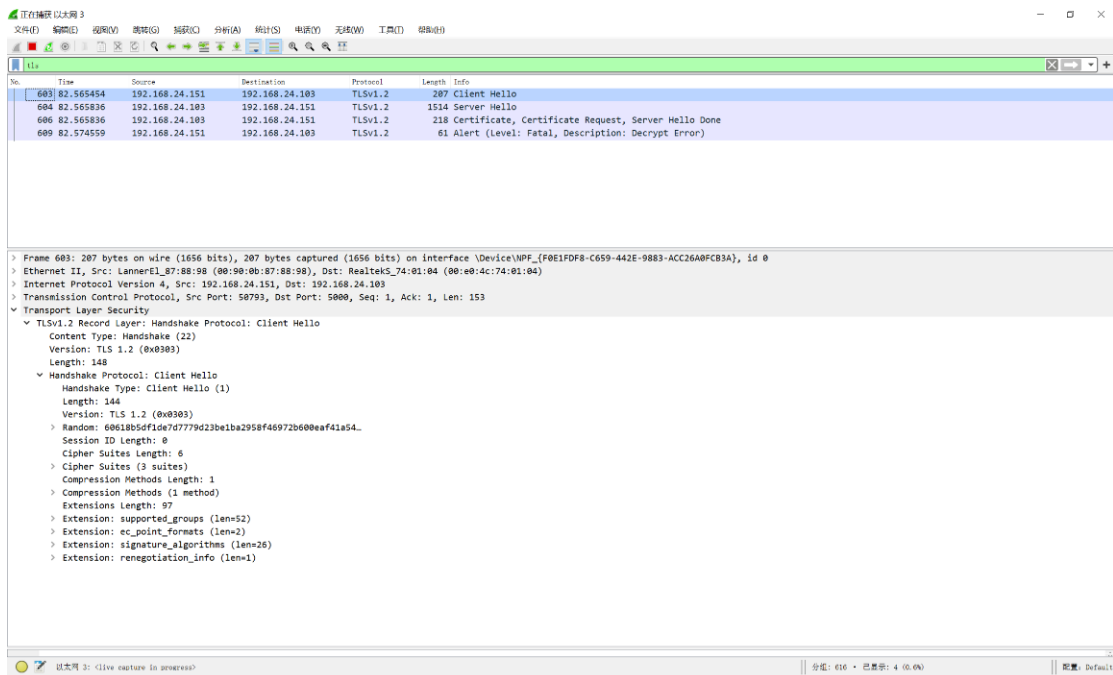 正在捕获 以太网 3
文件(F) 编辑(E) 视图(V) 跳转(G) 捕获(C) 分析(A) 统计(S) 电话(Y) 无线(W) 工具(T) 帮助(H)
tls
No. Time Source Destination Protocol Length Info
603 82.565454 192.168.24.151 192.168.24.103 TLSv1.2 207 Client Hello
604 82.565836 192.168.24.103 192.168.24.151 TLSv1.2 1514 Server Hello
606 82.565836 192.168.24.103 192.168.24.151 TLSv1.2 218 Certificate, Certificate Request, Server Hello Done
609 82.574559 192.168.24.151 192.168.24.103 TLSv1.2 61 Alert (Level: Fatal, Description: Decrypt Error)
> Frame 603: 207 bytes on wire (1656 bits), 207 bytes captured (1656 bits) on interface \Device\NPF_{F0E1FDF8-C659-442E-9883-ACC26A0FCB3A}, id 0
> Ethernet II, Src: LannerEl_87:88:98 (00:90:0b:87:88:98), Dst: RealtekS_74:01:04 (00:e0:4c:74:01:04)
> Internet Protocol Version 4, Src: 192.168.24.151, Dst: 192.168.24.103
> Transmission Control Protocol, Src Port: 50793, Dst Port: 5000, Seq: 1, Ack: 1, Len: 153
Transport Layer Security
TLSv1.2 Record Layer: Handshake Protocol: Client Hello
Content Type: Handshake (22)
Version: TLS 1.2 (0x0303)
Length: 148
Handshake Protocol: Client Hello
Handshake Type: Client Hello (1)
Length: 144
Version: TLS 1.2 (0x0303)
> Random: 60618b5df1de7d7779d23be1ba2958f46972b600eaf41a54…
Session ID Length: 0
Cipher Suites Length: 6
> Cipher Suites (3 suites)
Compression Methods Length: 1
> Compression Methods (1 method)
Extensions Length: 97
> Extension: supported_groups (len=52)
> Extension: ec_point_formats (len=2)
> Extension: signature_algorithms (len=26)
> Extension: renegotiation_info (len=1)
以太网 3: <live capture in progress> 分组: 616 · 已显示: 4 (0.6%) 配置: Default